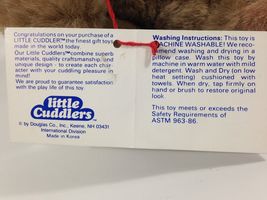 Congratulations on your purchase of a
LITTLE CUDDLER™ the finest gift toy
made in the world today.
Our Little Cuddlers™ combine superb
materials, quality craftsmanship, and
unique design - to create each char-
acter with your cuddling pleasure in
mind!
We are proud to guarantee satisfaction
with the play life of this toy.
little
Cuddlers
© by Douglas Co., Inc., Keene, NH 03431
International Division
Made in Korea
Washing Instructions: This toy is
MACHINE WASHABLE! We reco-
mmend washing and drying in a
pillow case. Wash this toy by
machine in warm water with mild
detergent. Wash and Dry (on low
heat setting) cushioned with
towels. When dry, tap firmly on
hand or brush to restore original
look.
This toy meets or exceeds the
Safety Requirements of
ASTM 963-86.